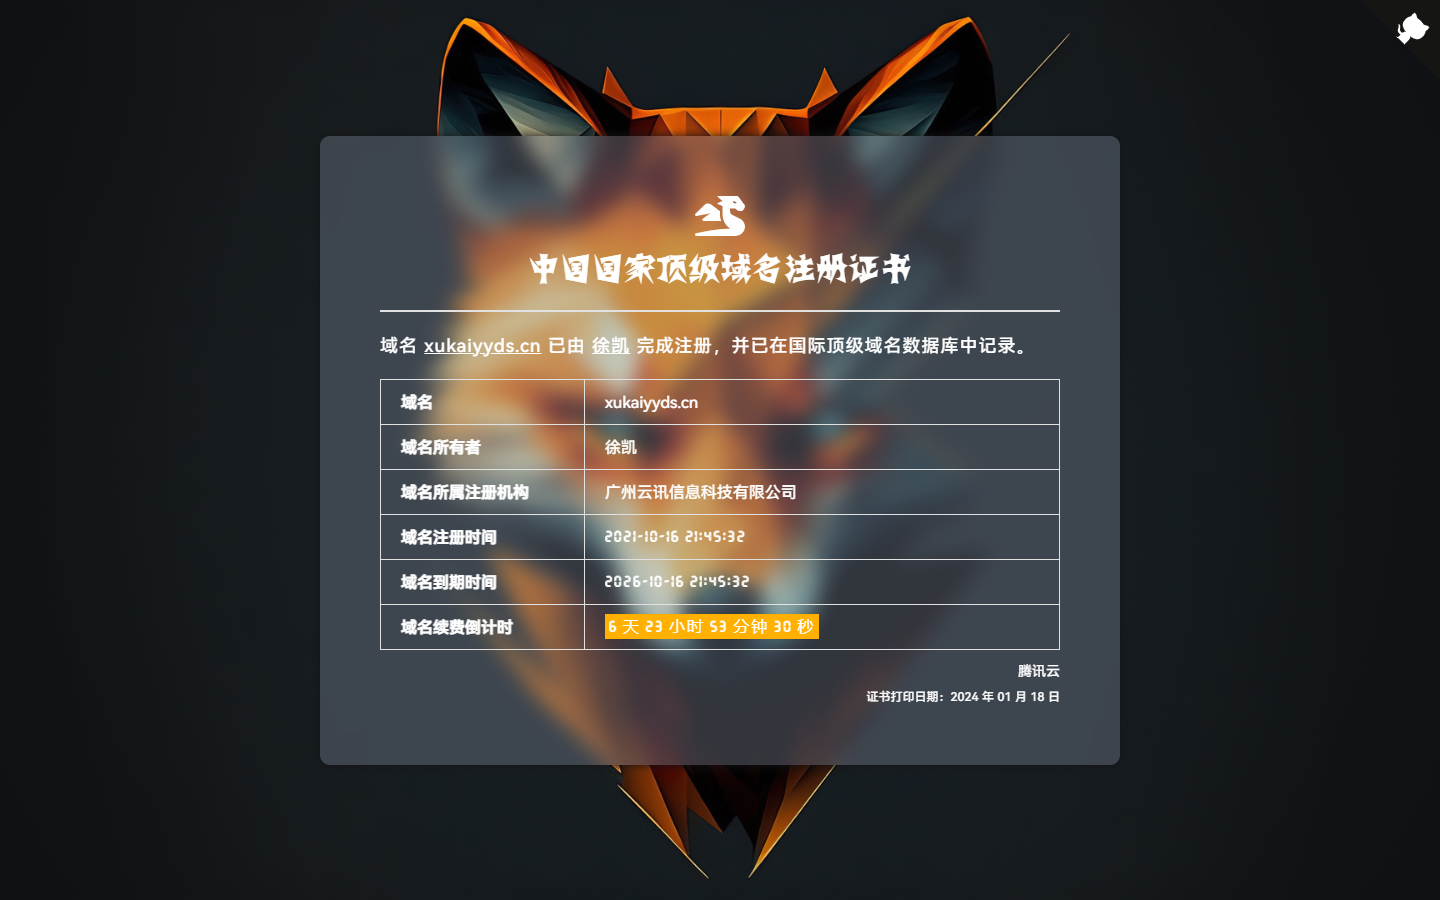 中国国家顶级域名注册证书
域名 xukaiyyds.cn 已由 徐凯 完成注册，并已在国际顶级域名数据库中记录。
域名 xukaiyyds.cn
域名所有者 徐凯
域名所属注册机构 广州云讯信息科技有限公司
域名注册时间 2021-10-16 21:45:32
域名到期时间 2026-10-16 21:45:32
域名续费倒计时 6 天 23 小时 53 分钟 30 秒
腾讯云
证书打印日期：2024 年 01 月 18 日